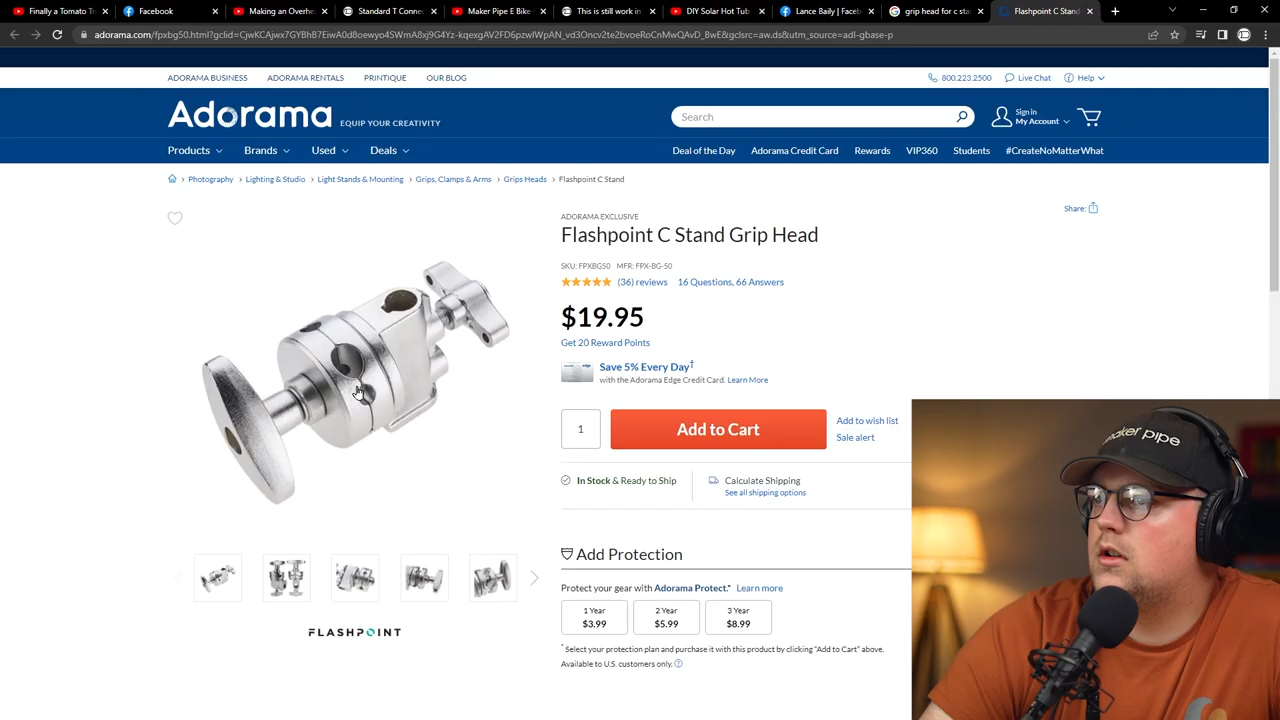 Finally a Tomato Tr
Facebook
Making an Overhe
Standard T Connec
Maker Pipe E Bike
This is still work in
DIY Solar Hot Tub
Lance Baily | Faceb
grip head for c sta
Flashpoint C Stand
adorama.com/fpxbg50.html?gclid=CjwKCAjwx7GYBhB7EiwA0d8oewyo4SWmA8xj9G4Yz-kqexgAV2FD6pzwlWpAN_vd3Oncv2te2bvoeRoCnMwQAvD_BwE&gclsrc=aw.ds&utm_source=adl-gbase-p
ADORAMA BUSINESS ADORAMA RENTALS PRINTIQUE OUR BLOG
800.223.2500 Live Chat Help
Adorama EQUIP YOUR CREATIVITY
Search
Sign in
My Account
Products Brands Used Deals
Deal of the Day Adorama Credit Card Rewards VIP360 Students #CreateNoMatterWhat
Photography > Lighting & Studio > Light Stands & Mounting > Grips, Clamps & Arms > Grips Heads > Flashpoint C Stand
Share:
ADORAMA EXCLUSIVE
Flashpoint C Stand Grip Head
SKU: FPXBG50 MFR: FPX-BG-50
(36) reviews 16 Questions, 66 Answers
$19.95
Get 20 Reward Points
Save 5% Every Day†
with the Adorama Edge Credit Card. Learn More
1
Add to Cart
Add to wish list
Sale alert
In Stock & Ready to Ship
Calculate Shipping
See all shipping options
Add Protection
Protect your gear with Adorama Protect.* Learn more
1 Year
$3.99
2 Year
$5.99
3 Year
$8.99
* Select your protection plan and purchase it with this product by clicking "Add to Cart" above.
Available to U.S. customers only.
FLASHPOINT
maker pipe